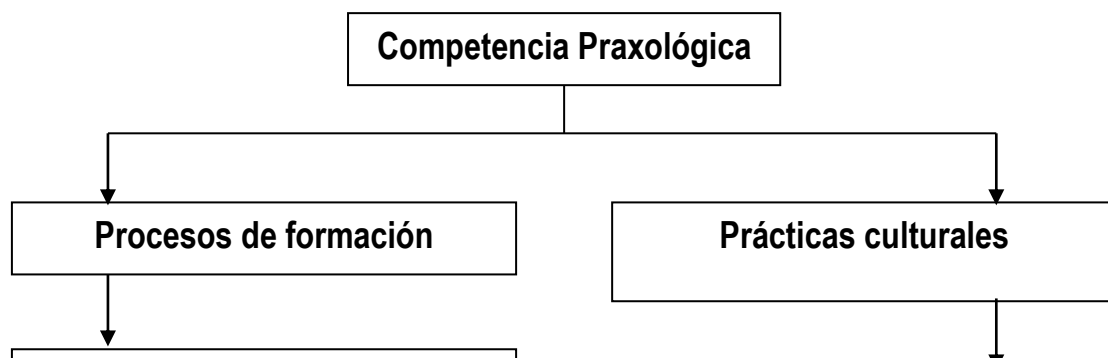 Competencia Praxológica
Procesos de formación
Prácticas culturales